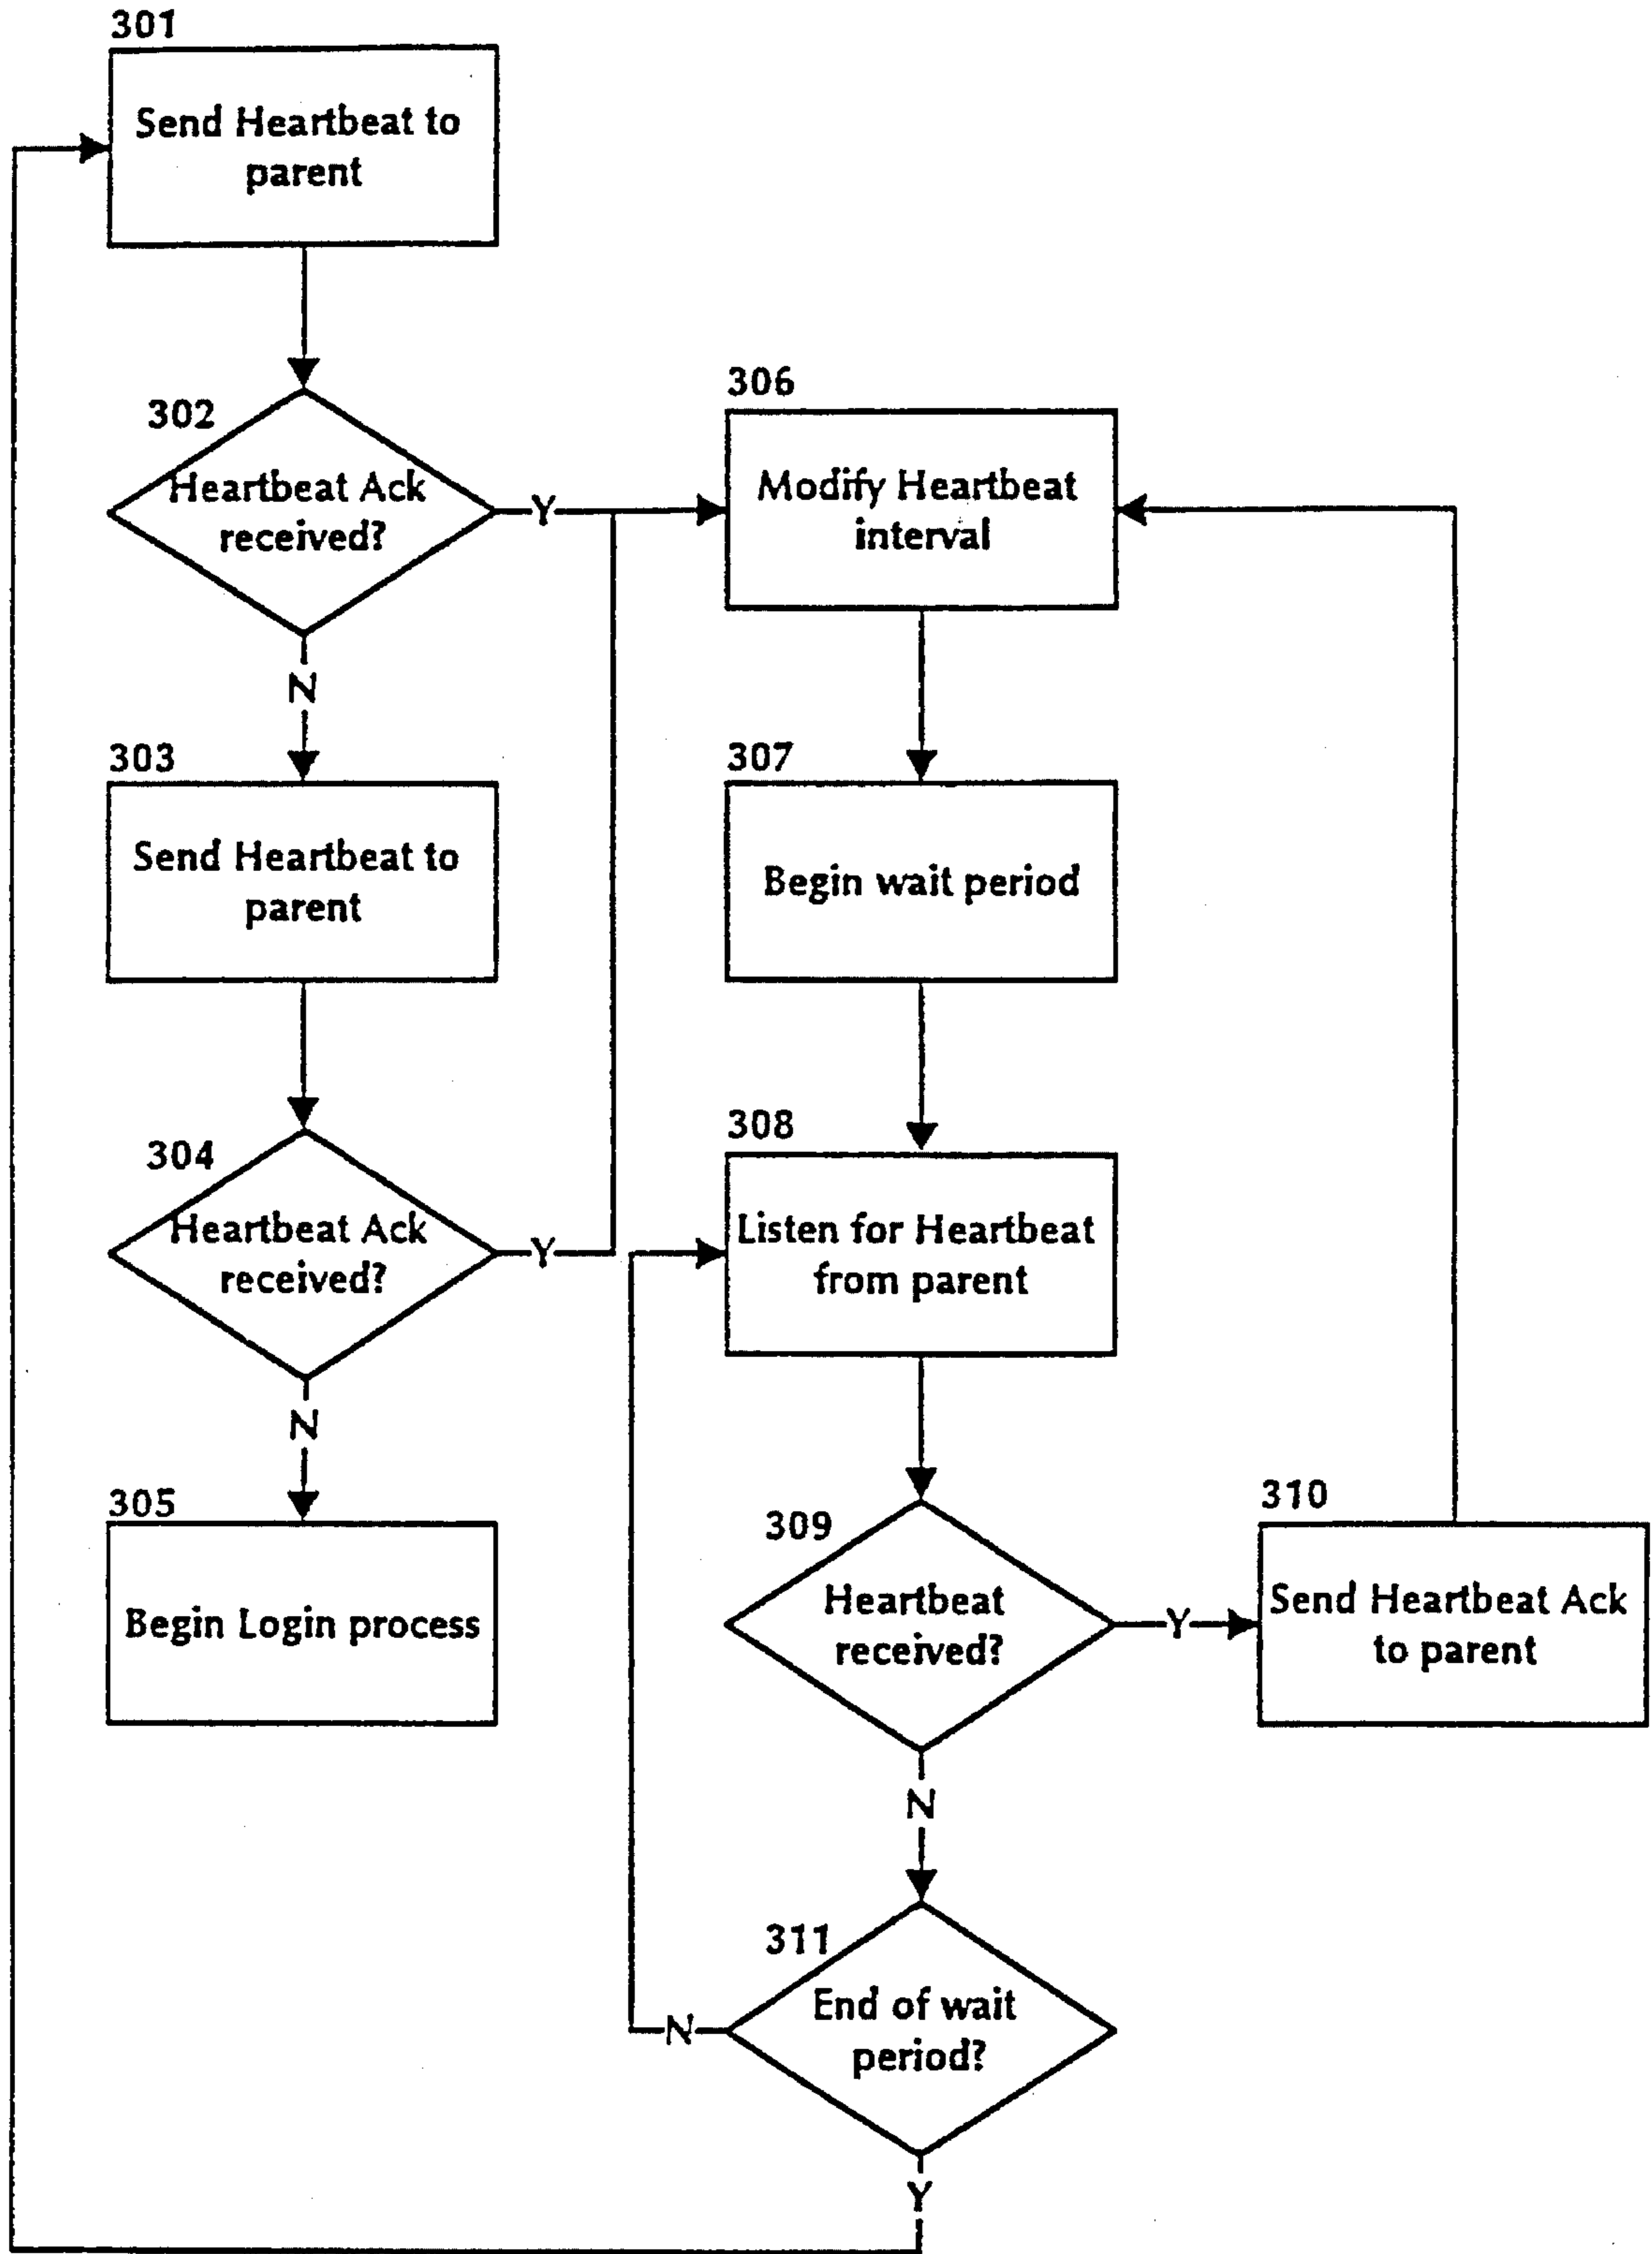 301
Send Heartbeat to
parent
302
Heartbeat Ack
received?
Y
N
303
Send Heartbeat to
parent
304
Heartbeat Ack
received?
Y
N
305
Begin Login process
306
Modify Heartbeat
interval
307
Begin wait period
308
Listen for Heartbeat
from parent
309
Heartbeat
received?
Y
N
310
Send Heartbeat Ack
to parent
311
End of wait
period?
N
Y